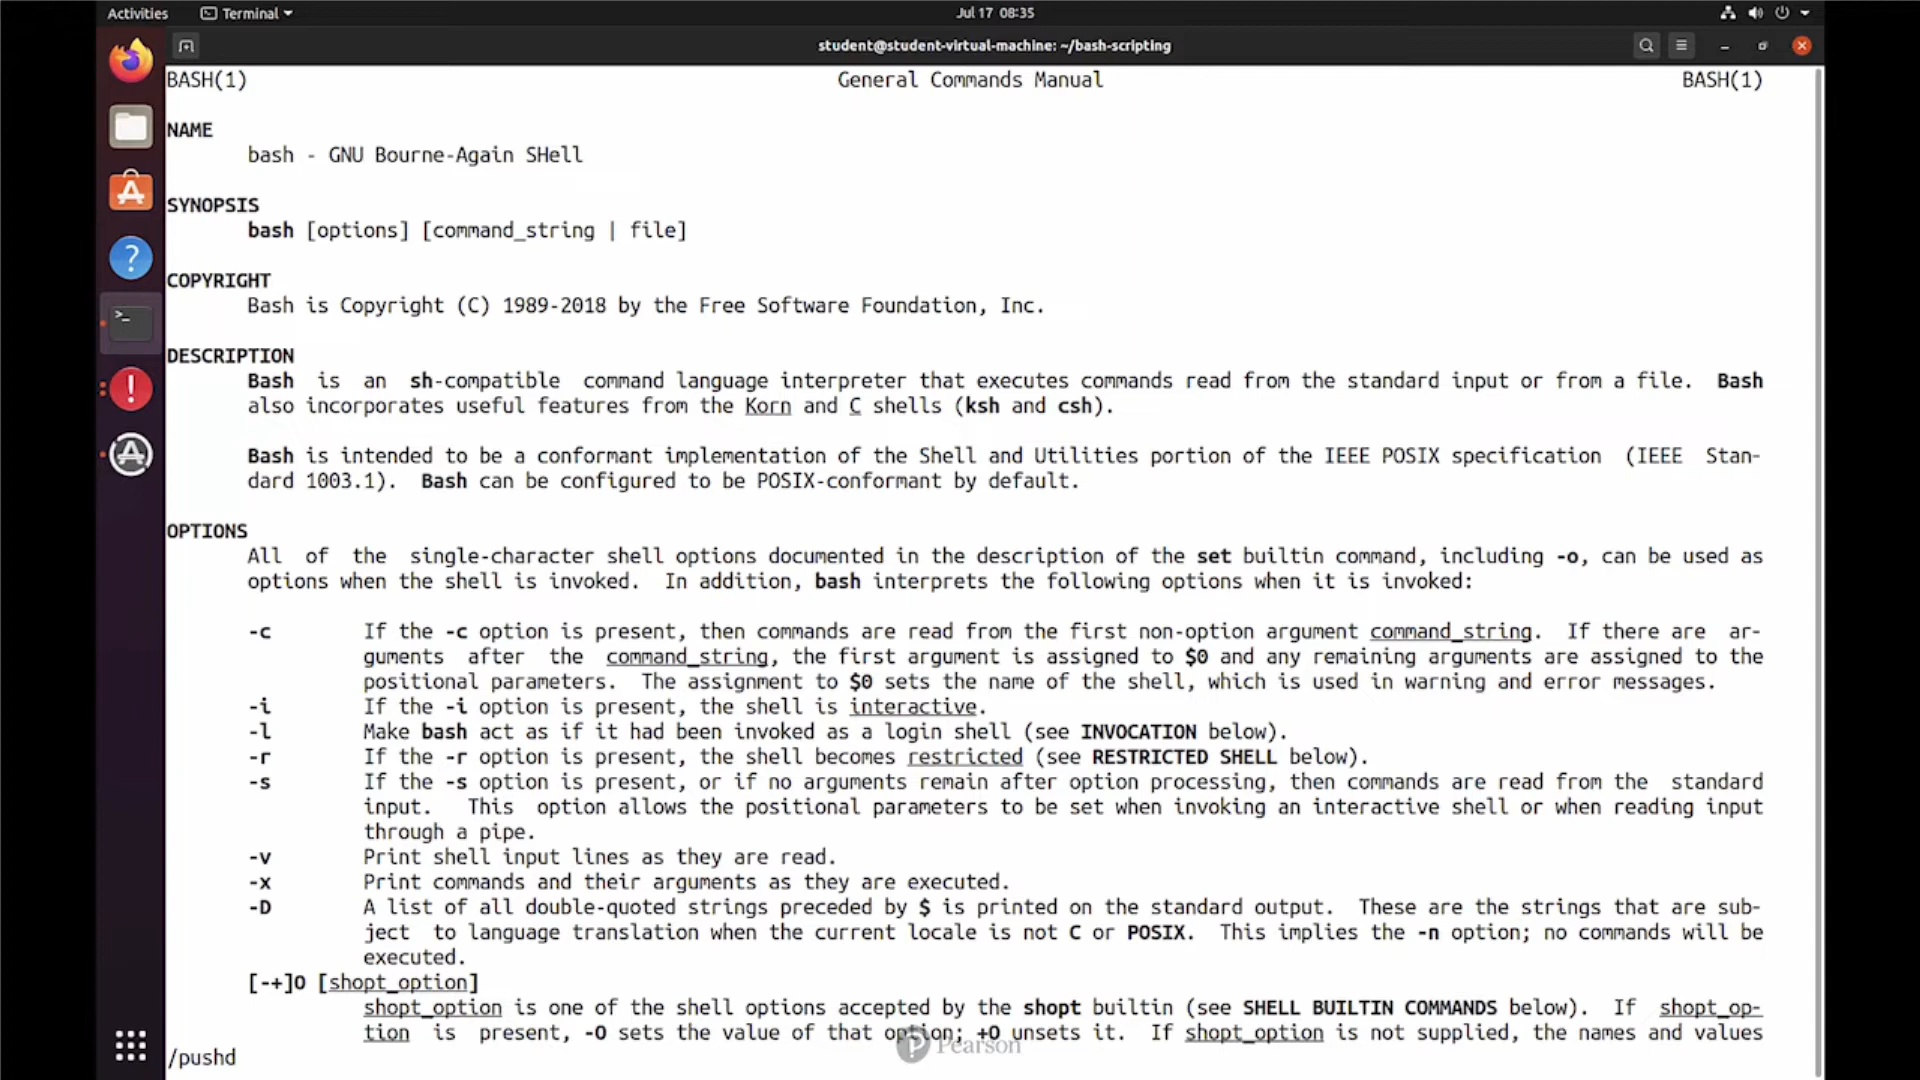 Activities Terminal Jul 17 08:35
student@student-virtual-machine: ~/bash-scripting
BASH(1) General Commands Manual BASH(1)
NAME
bash - GNU Bourne-Again SHell
SYNOPSIS
bash [options] [command_string | file]
COPYRIGHT
Bash is Copyright (C) 1989-2018 by the Free Software Foundation, Inc.
DESCRIPTION
Bash is an sh-compatible command language interpreter that executes commands read from the standard input or from a file. Bash
also incorporates useful features from the Korn and C shells (ksh and csh).
Bash is intended to be a conformant implementation of the Shell and Utilities portion of the IEEE POSIX specification (IEEE Stan-
dard 1003.1). Bash can be configured to be POSIX-conformant by default.
OPTIONS
All of the single-character shell options documented in the description of the set builtin command, including -o, can be used as
options when the shell is invoked. In addition, bash interprets the following options when it is invoked:
-c If the -c option is present, then commands are read from the first non-option argument command_string. If there are ar-
guments after the command_string, the first argument is assigned to $0 and any remaining arguments are assigned to the
positional parameters. The assignment to $0 sets the name of the shell, which is used in warning and error messages.
-i If the -i option is present, the shell is interactive.
-l Make bash act as if it had been invoked as a login shell (see INVOCATION below).
-r If the -r option is present, the shell becomes restricted (see RESTRICTED SHELL below).
-s If the -s option is present, or if no arguments remain after option processing, then commands are read from the standard
input. This option allows the positional parameters to be set when invoking an interactive shell or when reading input
through a pipe.
-v Print shell input lines as they are read.
-x Print commands and their arguments as they are executed.
-D A list of all double-quoted strings preceded by $ is printed on the standard output. These are the strings that are sub-
ject to language translation when the current locale is not C or POSIX. This implies the -n option; no commands will be
executed.
[-+]O [shopt_option]
shopt_option is one of the shell options accepted by the shopt builtin (see SHELL BUILTIN COMMANDS below). If shopt_op-
tion is present, -O sets the value of that option; +O unsets it. If shopt_option is not supplied, the names and values
Pearson
/pushd